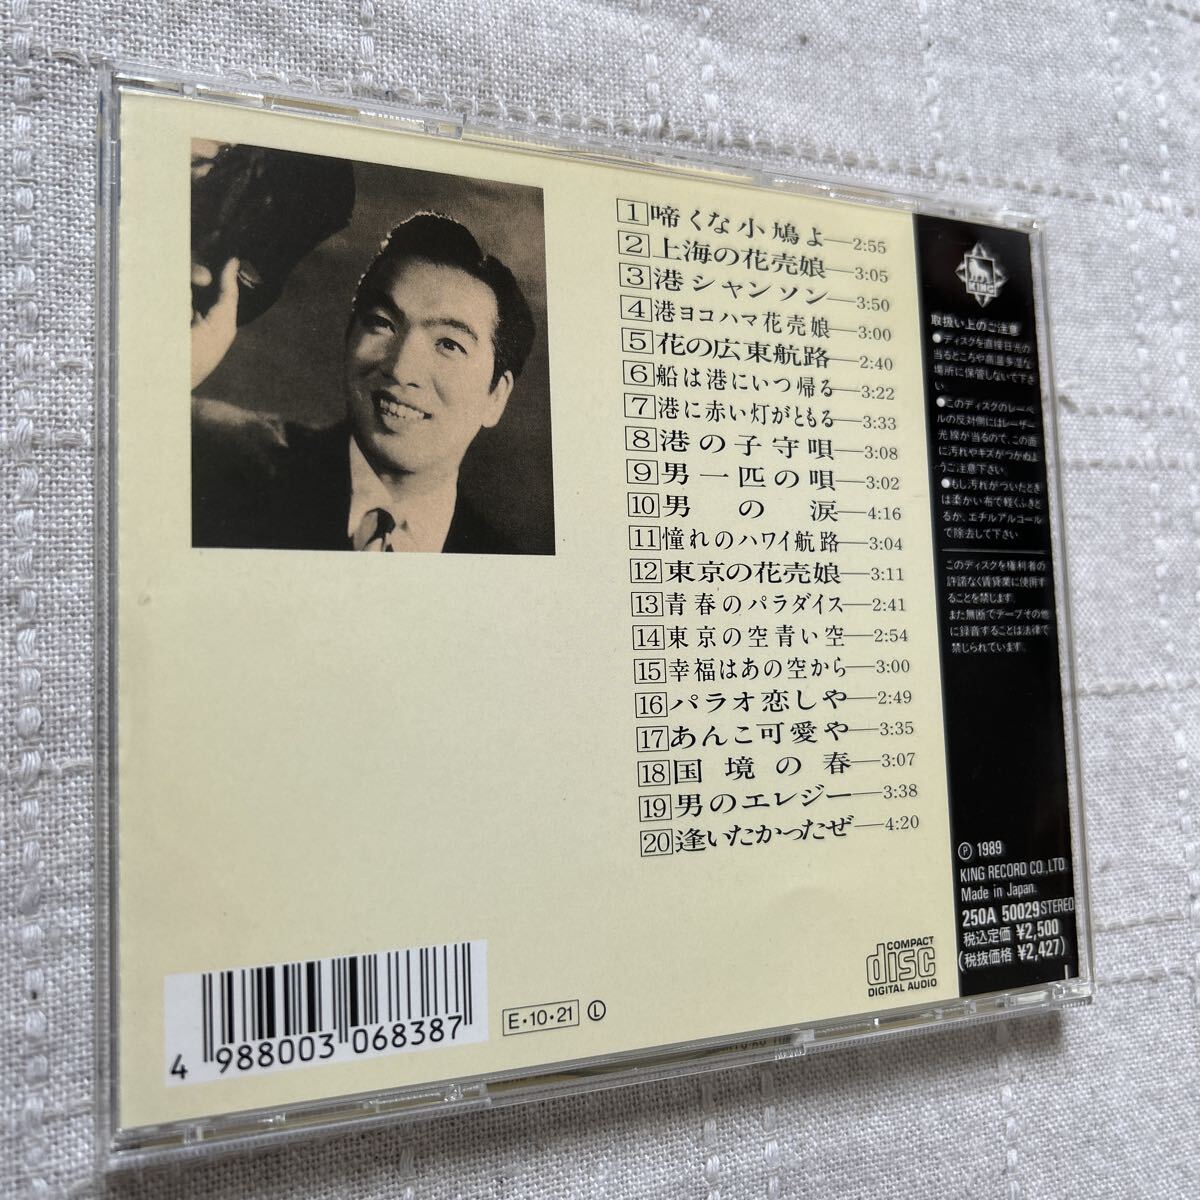 1 啼くな小鳩よ—2:55
2 上海の花売娘—3:05
3 港シャンソン—3:50
4 港ヨコハマ花売娘—3:00
5 花の広東航路—2:40
6 船は港にいつ帰る—3:22
7 港に赤い灯がともる—3:33
8 港の子守唄—3:08
9 男一匹の唄—3:02
10 男の涙—4:16
11 憧れのハワイ航路—3:04
12 東京の花売娘—3:11
13 青春のパラダイス—2:41
14 東京の空青い空—2:54
15 幸福はあの空から—3:00
16 パラオ恋しや—2:49
17 あんこ可愛や—3:35
18 国境の春—3:07
19 男のエレジー—3:38
20 逢いたかったぜ—4:20
KING
取扱い上のご注意
●ディスクを直接日光の
当るところや高温多湿な
場所に保管しないで下さ
い。
●このディスクのレーベ
ルの反対側にはレーザー
光線が当るので、この面
に汚れやキズがつかぬよ
うご注意下さい。
●もし汚れがついたとき
は柔かい布で軽くふきと
るか、エチルアルコール
で除去して下さい
このディスクを権利者の
許諾なく賃貸業に使用す
ることを禁じます。
また無断でテープその他
に録音することは法律で
禁じられています。
Ⓟ 1989
KING RECORD CO.,LTD.
Made in Japan.
250A 50029 STEREO
税込定価 ¥2,500
(税抜価格 ¥2,427)
L
COMPACT
disc
DIGITAL AUDIO
E・10・21 Ⓛ
4 988003 068387